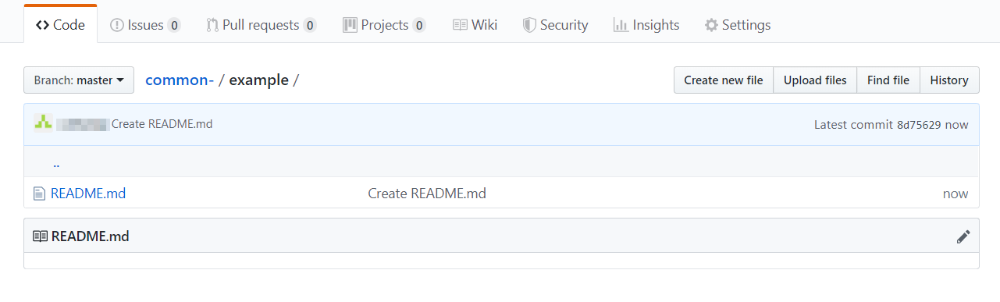 Code Issues 0 Pull requests 0 Projects 0 Wiki Security Insights Settings
Branch: master common- / example / Create new file Upload files Find file History
Create README.md Latest commit 8d75629 now
..
README.md Create README.md now
README.md